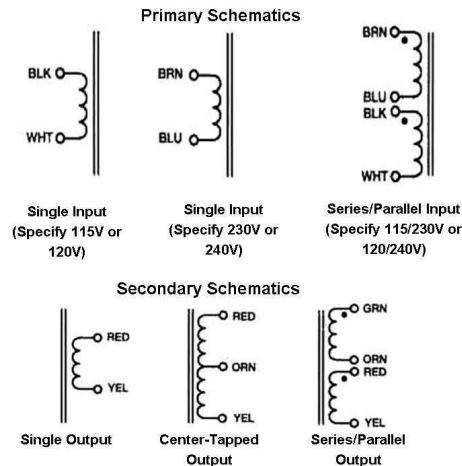 Primary Schematics
BLK
WHT
Single Input
(Specify 115V or
120V)
BRN
BLU
Single Input
(Specify 230V or
240V)
BRN
BLU
BLK
WHT
Series/Parallel Input
(Specify 115/230V or
120/240V)
Secondary Schematics
RED
YEL
Single Output
RED
ORN
YEL
Center-Tapped
Output
GRN
ORN
RED
YEL
Series/Parallel
Output